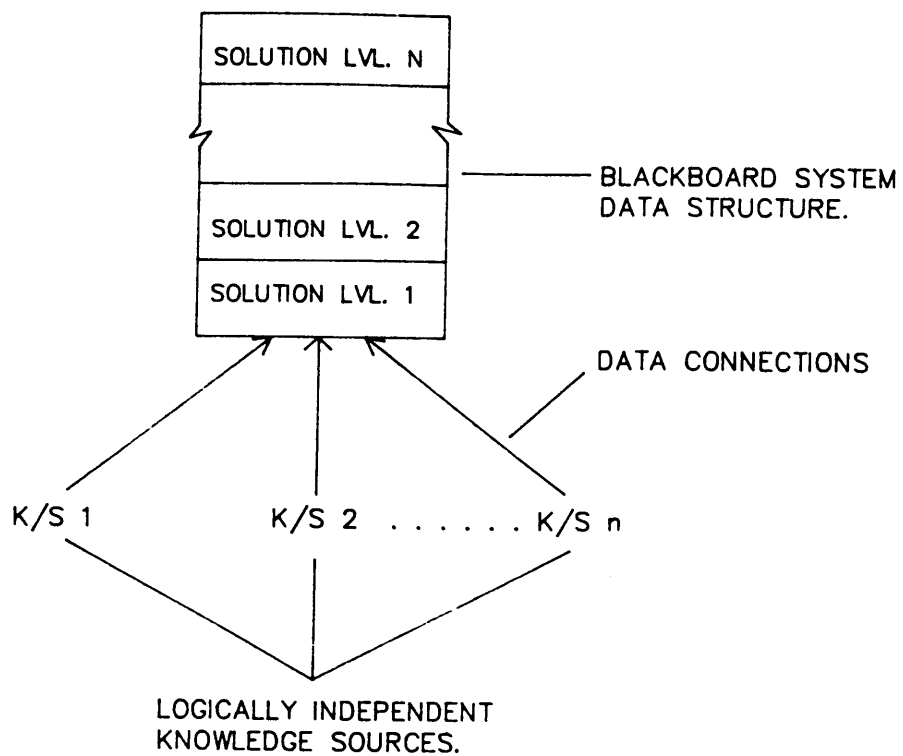 SOLUTION LVL. N
BLACKBOARD SYSTEM
DATA STRUCTURE.
SOLUTION LVL. 2
SOLUTION LVL. 1
DATA CONNECTIONS
K/S 1 K/S 2 . . . . . . K/S n
LOGICALLY INDEPENDENT
KNOWLEDGE SOURCES.